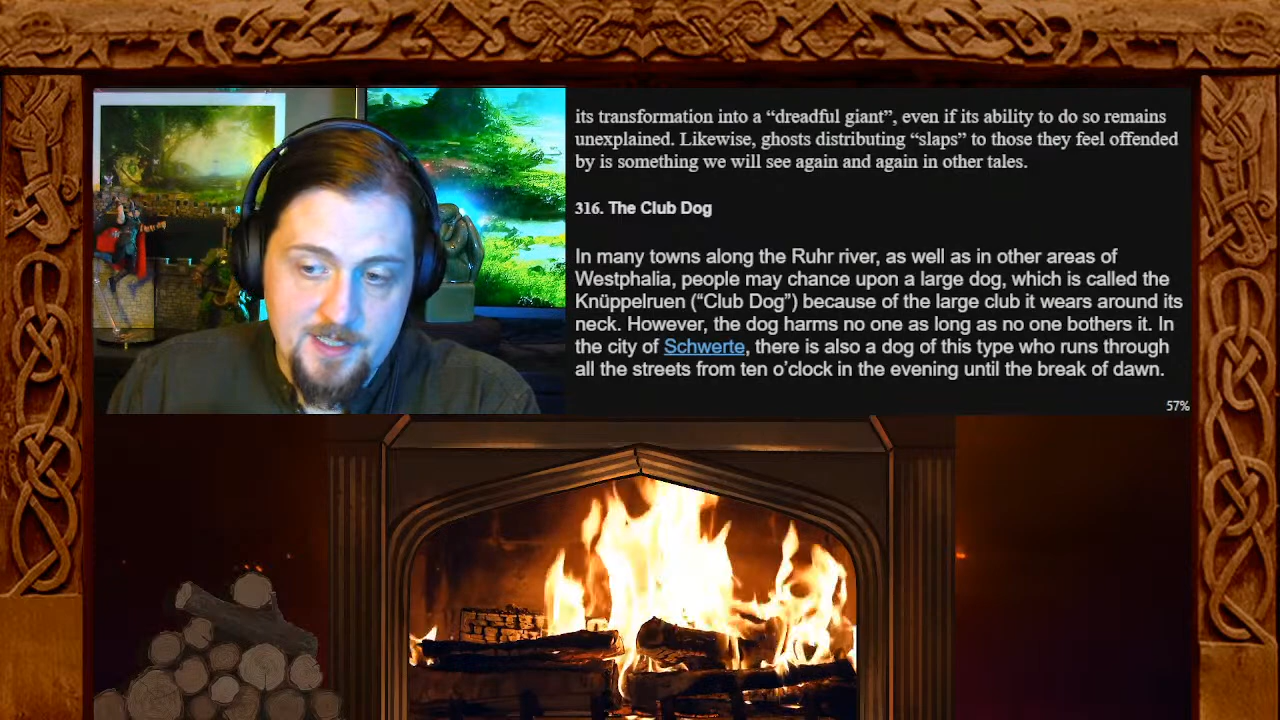 its transformation into a “dreadful giant”, even if its ability to do so remains
unexplained. Likewise, ghosts distributing “slaps” to those they feel offended
by is something we will see again and again in other tales.
316. The Club Dog
In many towns along the Ruhr river, as well as in other areas of
Westphalia, people may chance upon a large dog, which is called the
Knüppelruen (“Club Dog”) because of the large club it wears around its
neck. However, the dog harms no one as long as no one bothers it. In
the city of Schwerte, there is also a dog of this type who runs through
all the streets from ten o’clock in the evening until the break of dawn.
57%